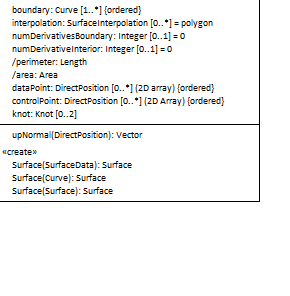 boundary: Curve [1..*] {ordered}
interpolation: SurfaceInterpolation [0..*] = polygon
numDerivativesBoundary: Integer [0..1] = 0
numDerivativeInterior: Integer [0..1] = 0
/perimeter: Length
/area: Area
dataPoint: DirectPosition [0..*] (2D array) {ordered}
controlPoint: DirectPosition [0..*] (2D Array) {ordered}
knot: Knot [0..2]
upNormal(DirectPosition): Vector
«create»
Surface(SurfaceData): Surface
Surface(Curve): Surface
Surface(Surface): Surface